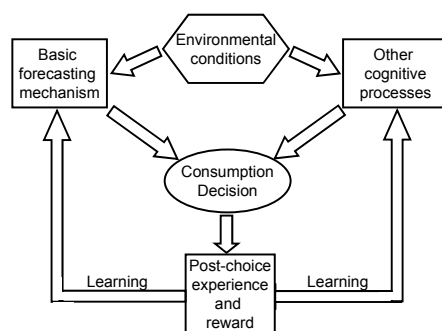 Basic
forecasting
mechanism
Environmental
conditions
Other
cognitive
processes
Consumption
Decision
Learning
Post-choice
experience
and
reward
Learning